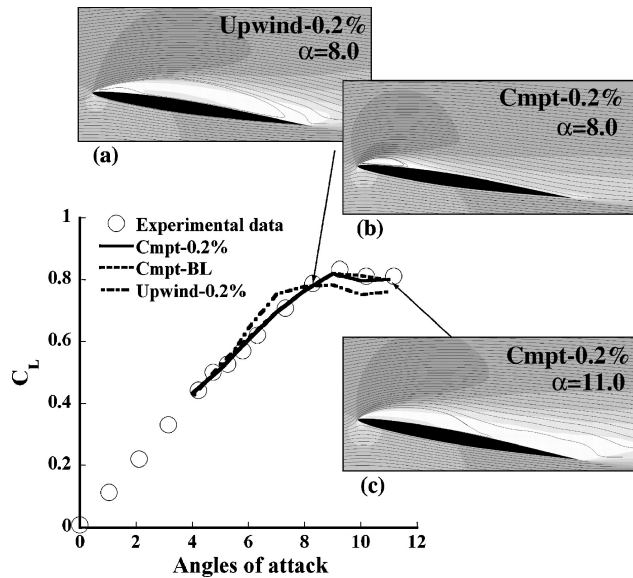 Upwind-0.2%
α=8.0
(a)
Cmpt-0.2%
α=8.0
(b)
1
0.8
0.6
0.4
0.2
0
C_L
Experimental data
Cmpt-0.2%
Cmpt-BL
Upwind-0.2%
Cmpt-0.2%
α=11.0
(c)
0 2 4 6 8 10 12
Angles of attack